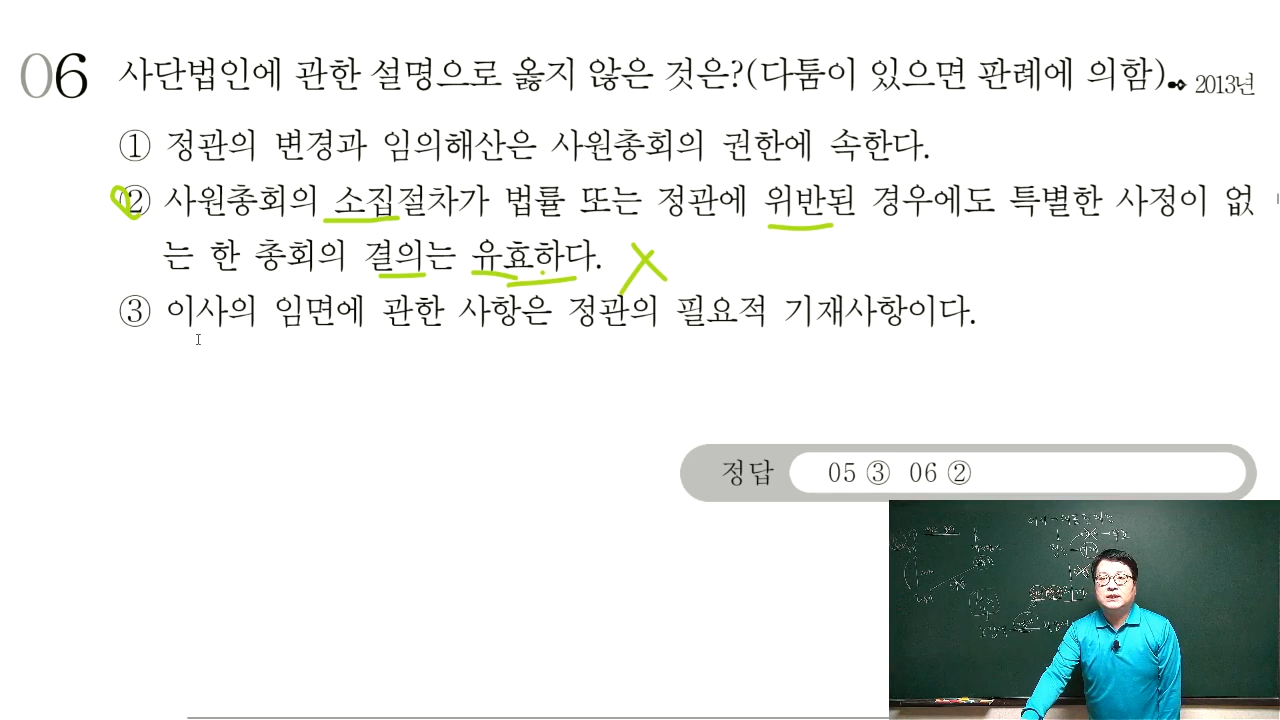 06 사단법인에 관한 설명으로 옳지 않은 것은?(다툼이 있으면 판례에 의함) 2013년
① 정관의 변경과 임의해산은 사원총회의 권한에 속한다.
② 사원총회의 소집절차가 법률 또는 정관에 위반된 경우에도 특별한 사정이 없
는 한 총회의 결의는 유효하다.
③ 이사의 임면에 관한 사항은 정관의 필요적 기재사항이다.
정답 05 ③ 06 ②